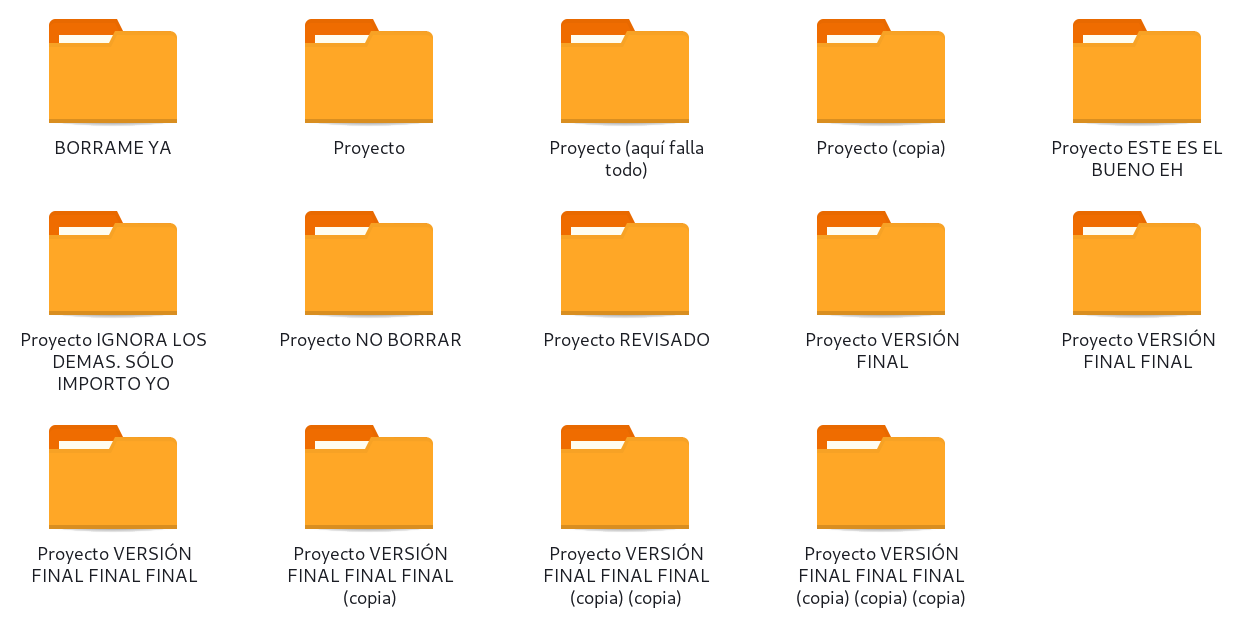 BORRAME YA
Proyecto
Proyecto (aquí falla
todo)
Proyecto (copia)
Proyecto ESTE ES EL
BUENO EH
Proyecto IGNORA LOS
DEMAS. SÓLO
IMPORTO YO
Proyecto NO BORRAR
Proyecto REVISADO
Proyecto VERSIÓN
FINAL
Proyecto VERSIÓN
FINAL FINAL
Proyecto VERSIÓN
FINAL FINAL FINAL
Proyecto VERSIÓN
FINAL FINAL FINAL
(copia)
Proyecto VERSIÓN
FINAL FINAL FINAL
(copia) (copia)
Proyecto VERSIÓN
FINAL FINAL FINAL
(copia) (copia) (copia)